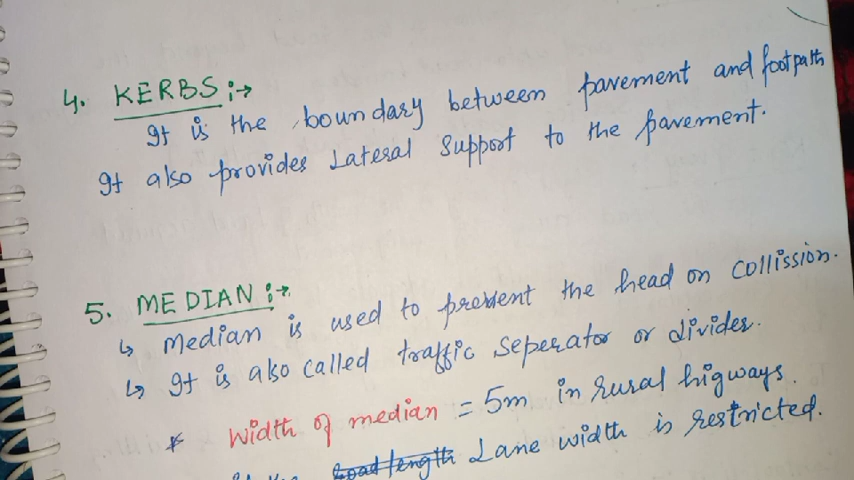 4. KERBS :→
It is the boundary between pavement and footpath
It also provides Lateral Support to the pavement.
5. MEDIAN :→
↳ Median is used to prevent the head on collission.
↳ It is also called traffic seperator or divider.
* Width of median = 5m in rural higways.
Lane width is restricted.